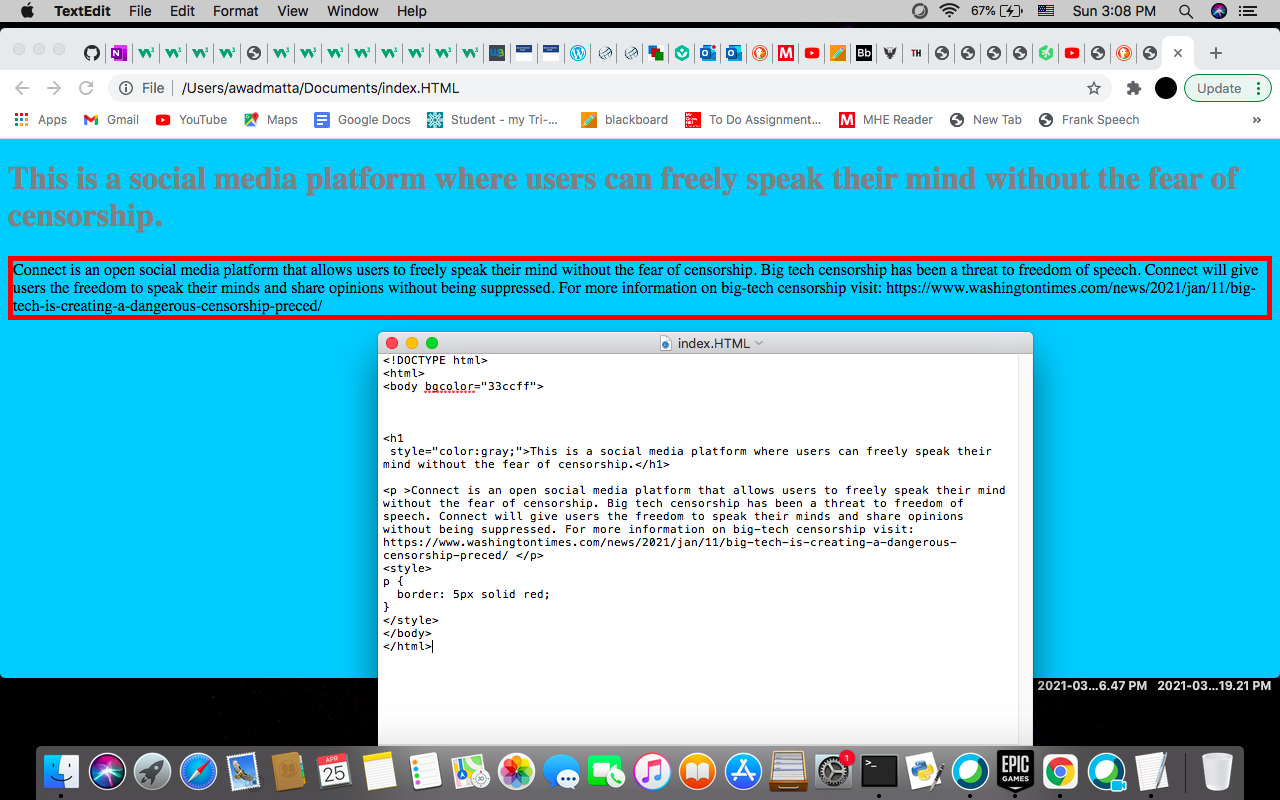 TextEdit File Edit Format View Window Help 67% Sun 3:08 PM
W3 Bb M TH
File /Users/awadmatta/Documents/index.HTML Update
Apps Gmail YouTube Maps Google Docs Student - my Tri-... blackboard To Do Assignment... MHE Reader New Tab Frank Speech »
This is a social media platform where users can freely speak their mind without the fear of
censorship.
Connect is an open social media platform that allows users to freely speak their mind without the fear of censorship. Big tech censorship has been a threat to freedom of speech. Connect will give
users the freedom to speak their minds and share opinions without being suppressed. For more information on big-tech censorship visit: https://www.washingtontimes.com/news/2021/jan/11/big-
tech-is-creating-a-dangerous-censorship-preced/
index.HTML
<!DOCTYPE html>
<html>
<body bgcolor="33ccff">
<h1
style="color:gray;">This is a social media platform where users can freely speak their
mind without the fear of censorship.</h1>
<p >Connect is an open social media platform that allows users to freely speak their mind
without the fear of censorship. Big tech censorship has been a threat to freedom of
speech. Connect will give users the freedom to speak their minds and share opinions
without being suppressed. For more information on big-tech censorship visit:
https://www.washingtontimes.com/news/2021/jan/11/big-tech-is-creating-a-dangerous-
censorship-preced/ </p>
<style>
p {
border: 5px solid red;
}
</style>
</body>
</html>
2021-03...6.47 PM 2021-03...19.21 PM
APR
25
1
EPIC
GAMES